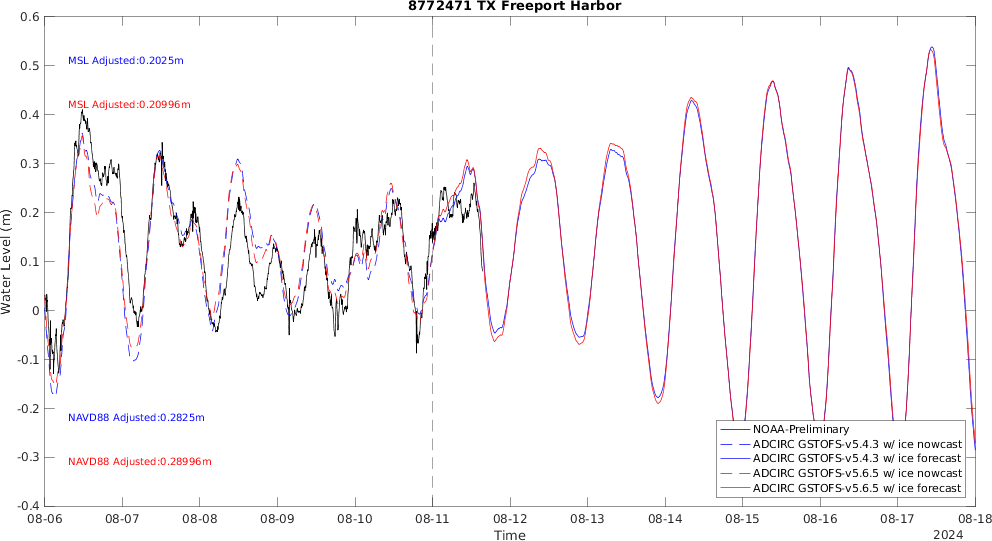 8772471 TX Freeport Harbor
0.6
0.5
0.4
0.3
0.2
0.1
0
-0.1
-0.2
-0.3
-0.4
Water Level (m)
MSL Adjusted:0.2025m
MSL Adjusted:0.20996m
NAVD88 Adjusted:0.2825m
NAVD88 Adjusted:0.28996m
NOAA-Preliminary
ADCIRC GSTOFS-v5.4.3 w/ ice nowcast
ADCIRC GSTOFS-v5.4.3 w/ ice forecast
ADCIRC GSTOFS-v5.6.5 w/ ice nowcast
ADCIRC GSTOFS-v5.6.5 w/ ice forecast
08-06 08-07 08-08 08-09 08-10 08-11 08-12 08-13 08-14 08-15 08-16 08-17 08-18
Time
2024